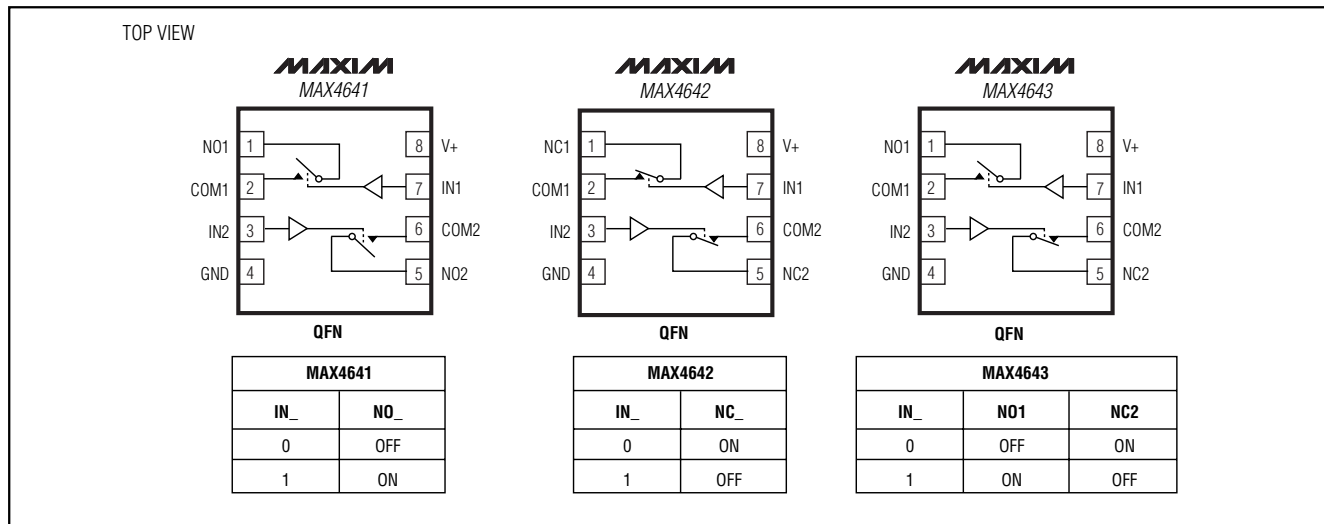 TOP VIEW
MAXIM
MAX4641
NO1 1
COM1 2
IN2 3
GND 4
8 V+
7 IN1
6 COM2
5 NO2
QFN
MAXIM
MAX4642
NC1 1
COM1 2
IN2 3
GND 4
8 V+
7 IN1
6 COM2
5 NC2
QFN
MAXIM
MAX4643
NO1 1
COM1 2
IN2 3
GND 4
8 V+
7 IN1
6 COM2
5 NC2
QFN
MAX4641
IN_ NO_
0 OFF
1 ON
MAX4642
IN_ NC_
0 ON
1 OFF
MAX4643
IN_ NO1 NC2
0 OFF ON
1 ON OFF